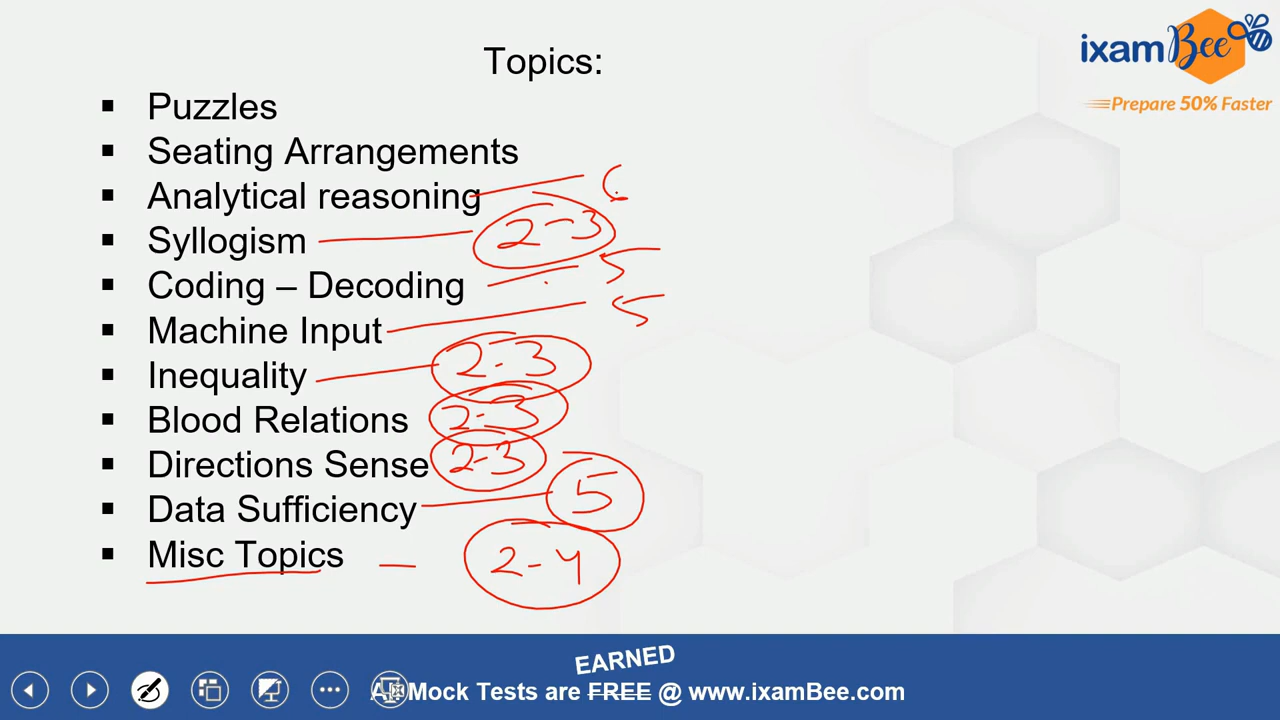 ixamBee
Prepare 50% Faster
Topics:
▪ Puzzles
▪ Seating Arrangements
▪ Analytical reasoning
▪ Syllogism 2-3
▪ Coding – Decoding 5
▪ Machine Input 5
▪ Inequality 2-3
▪ Blood Relations 2-3
▪ Directions Sense 2-3
▪ Data Sufficiency 5
▪ Misc Topics – 2-4
EARNED
Mock Tests are FREE @ www.ixamBee.com